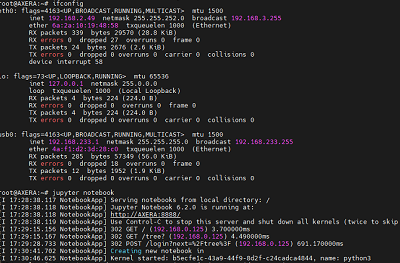 root@AXERA:~# ifconfig
eth0: flags=4163<UP,BROADCAST,RUNNING,MULTICAST>  mtu 1500
inet 192.168.2.49  netmask 255.255.252.0  broadcast 192.168.3.255
ether 6a:2a:10:19:48:58  txqueuelen 1000  (Ethernet)
RX packets 339  bytes 29570 (28.8 KiB)
RX errors 0  dropped 27  overruns 0  frame 0
TX packets 24  bytes 2676 (2.6 KiB)
TX errors 0  dropped 0 overruns 0  carrier 0  collisions 0
device interrupt 58
lo: flags=73<UP,LOOPBACK,RUNNING>  mtu 65536
inet 127.0.0.1  netmask 255.0.0.0
loop  txqueuelen 1000  (Local Loopback)
RX packets 4  bytes 224 (224.0 B)
RX errors 0  dropped 0  overruns 0  frame 0
TX packets 4  bytes 224 (224.0 B)
TX errors 0  dropped 0 overruns 0  carrier 0  collisions 0
usb0: flags=4163<UP,BROADCAST,RUNNING,MULTICAST>  mtu 1500
inet 192.168.233.1  netmask 255.255.255.0  broadcast 192.168.233.255
ether 4a:f1:d2:3d:28:c0  txqueuelen 1000  (Ethernet)
RX packets 285  bytes 57349 (56.0 KiB)
RX errors 0  dropped 18  overruns 0  frame 0
TX packets 12  bytes 1952 (1.9 KiB)
TX errors 0  dropped 0 overruns 0  carrier 0  collisions 0
root@AXERA:~# jupyter notebook
[I 17:28:38.117 NotebookApp] Serving notebooks from local directory: /
[I 17:28:38.118 NotebookApp] Jupyter Notebook 6.2.0 is running at:
[I 17:28:38.118 NotebookApp] http://AXERA:8888/
[I 17:28:38.119 NotebookApp] Use Control-C to stop this server and shut down all kernels (twice to skip
[I 17:29:15.156 NotebookApp] 302 GET / (192.168.0.125) 3.700000ms
[I 17:29:15.167 NotebookApp] 302 GET /tree? (192.168.0.125) 4.490000ms
[I 17:29:28.733 NotebookApp] 302 POST /login?next=%2Ftree%3F (192.168.0.125) 691.170000ms
[I 17:30:41.702 NotebookApp] Creating new notebook in
[I 17:30:46.625 NotebookApp] Kernel started: b5ecfe1c-43a9-44f9-8d2f-c24cadca4844, name: python3